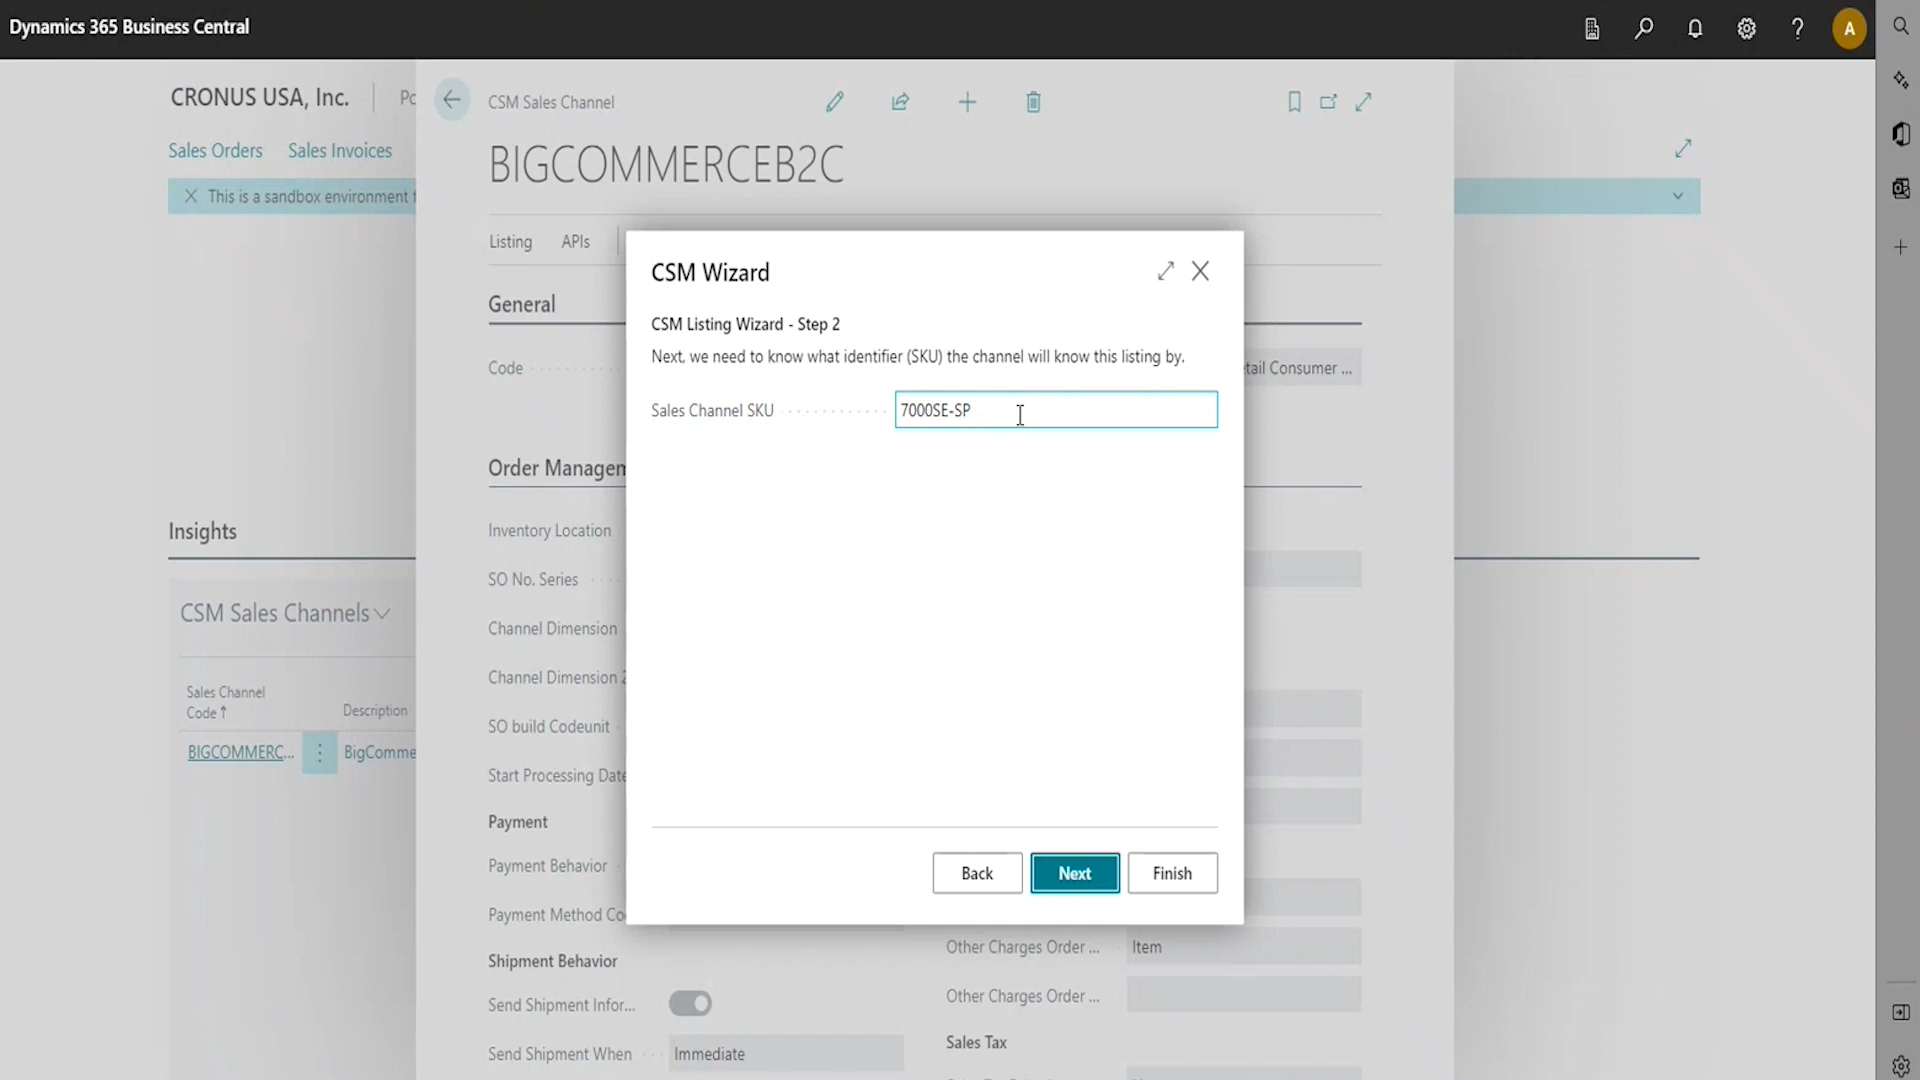 Dynamics 365 Business Central
A
CRONUS USA, Inc.
CSM Sales Channel
Sales Orders
Sales Invoices
BIGCOMMERCEB2C
This is a sandbox environment
Listing
APIs
CSM Wizard
General
CSM Listing Wizard - Step 2
Next, we need to know what identifier (SKU) the channel will know this listing by.
Code
tail Consumer ...
Sales Channel SKU
7000SE-SP
Order Managem
Insights
Inventory Location
SO No. Series
CSM Sales Channels
Channel Dimension
Channel Dimension 2
Sales Channel
Code ↑
Description
SO build Codeunit
BIGCOMMERC...
BigComme
Start Processing Date
Payment
Payment Behavior
Back
Next
Finish
Payment Method Co
Other Charges Order ...
Item
Shipment Behavior
Send Shipment Infor...
Other Charges Order ...
Send Shipment When
Immediate
Sales Tax